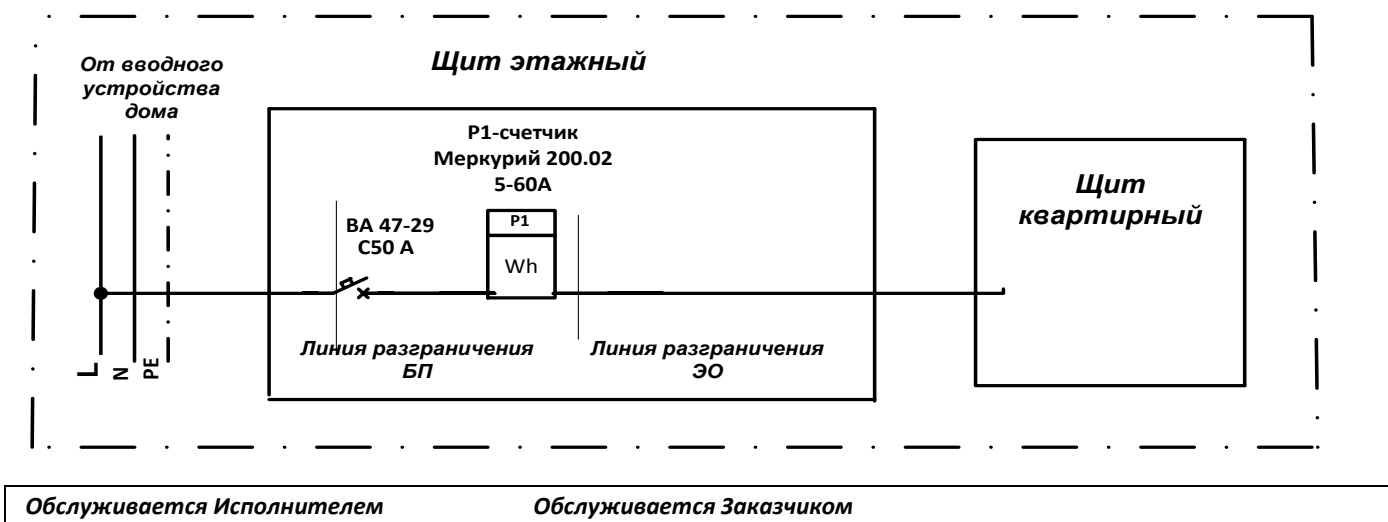 От вводного
устройства
дома
Щит этажный
Р1-счетчик
Меркурий 200.02
5-60А
ВА 47-29
С50 А
Р1
Wh
Щит
квартирный
Линия разграничения
БП
Линия разграничения
ЭО
L
N
PE
Обслуживается Исполнителем
Обслуживается Заказчиком